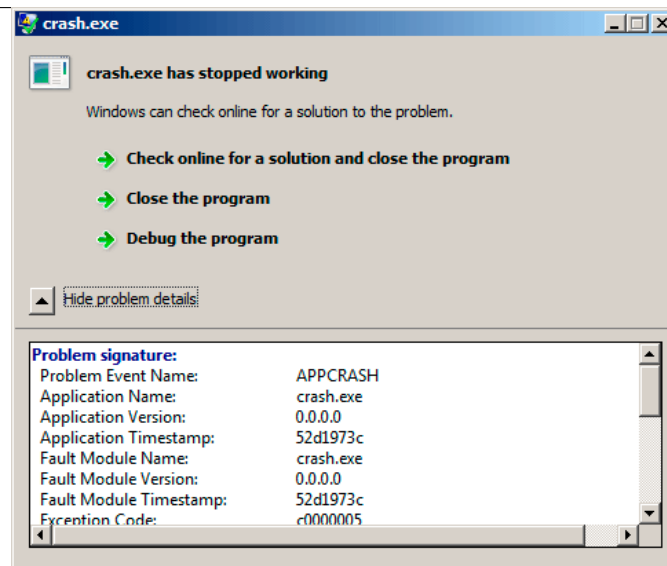 crash.exe
crash.exe has stopped working
Windows can check online for a solution to the problem.
Check online for a solution and close the program
Close the program
Debug the program
Hide problem details
Problem signature:
Problem Event Name: APPCRASH
Application Name: crash.exe
Application Version: 0.0.0.0
Application Timestamp: 52d1973c
Fault Module Name: crash.exe
Fault Module Version: 0.0.0.0
Fault Module Timestamp: 52d1973c
Exception Code: c0000005